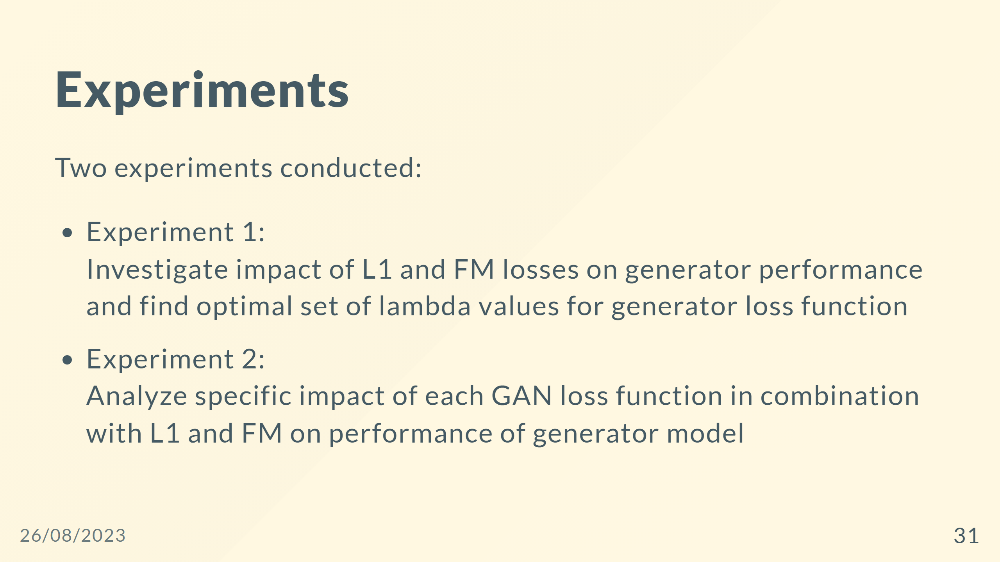 Experiments
Two experiments conducted:
• Experiment 1:
Investigate impact of L1 and FM losses on generator performance
and find optimal set of lambda values for generator loss function
• Experiment 2:
Analyze specific impact of each GAN loss function in combination
with L1 and FM on performance of generator model
26/08/2023
31